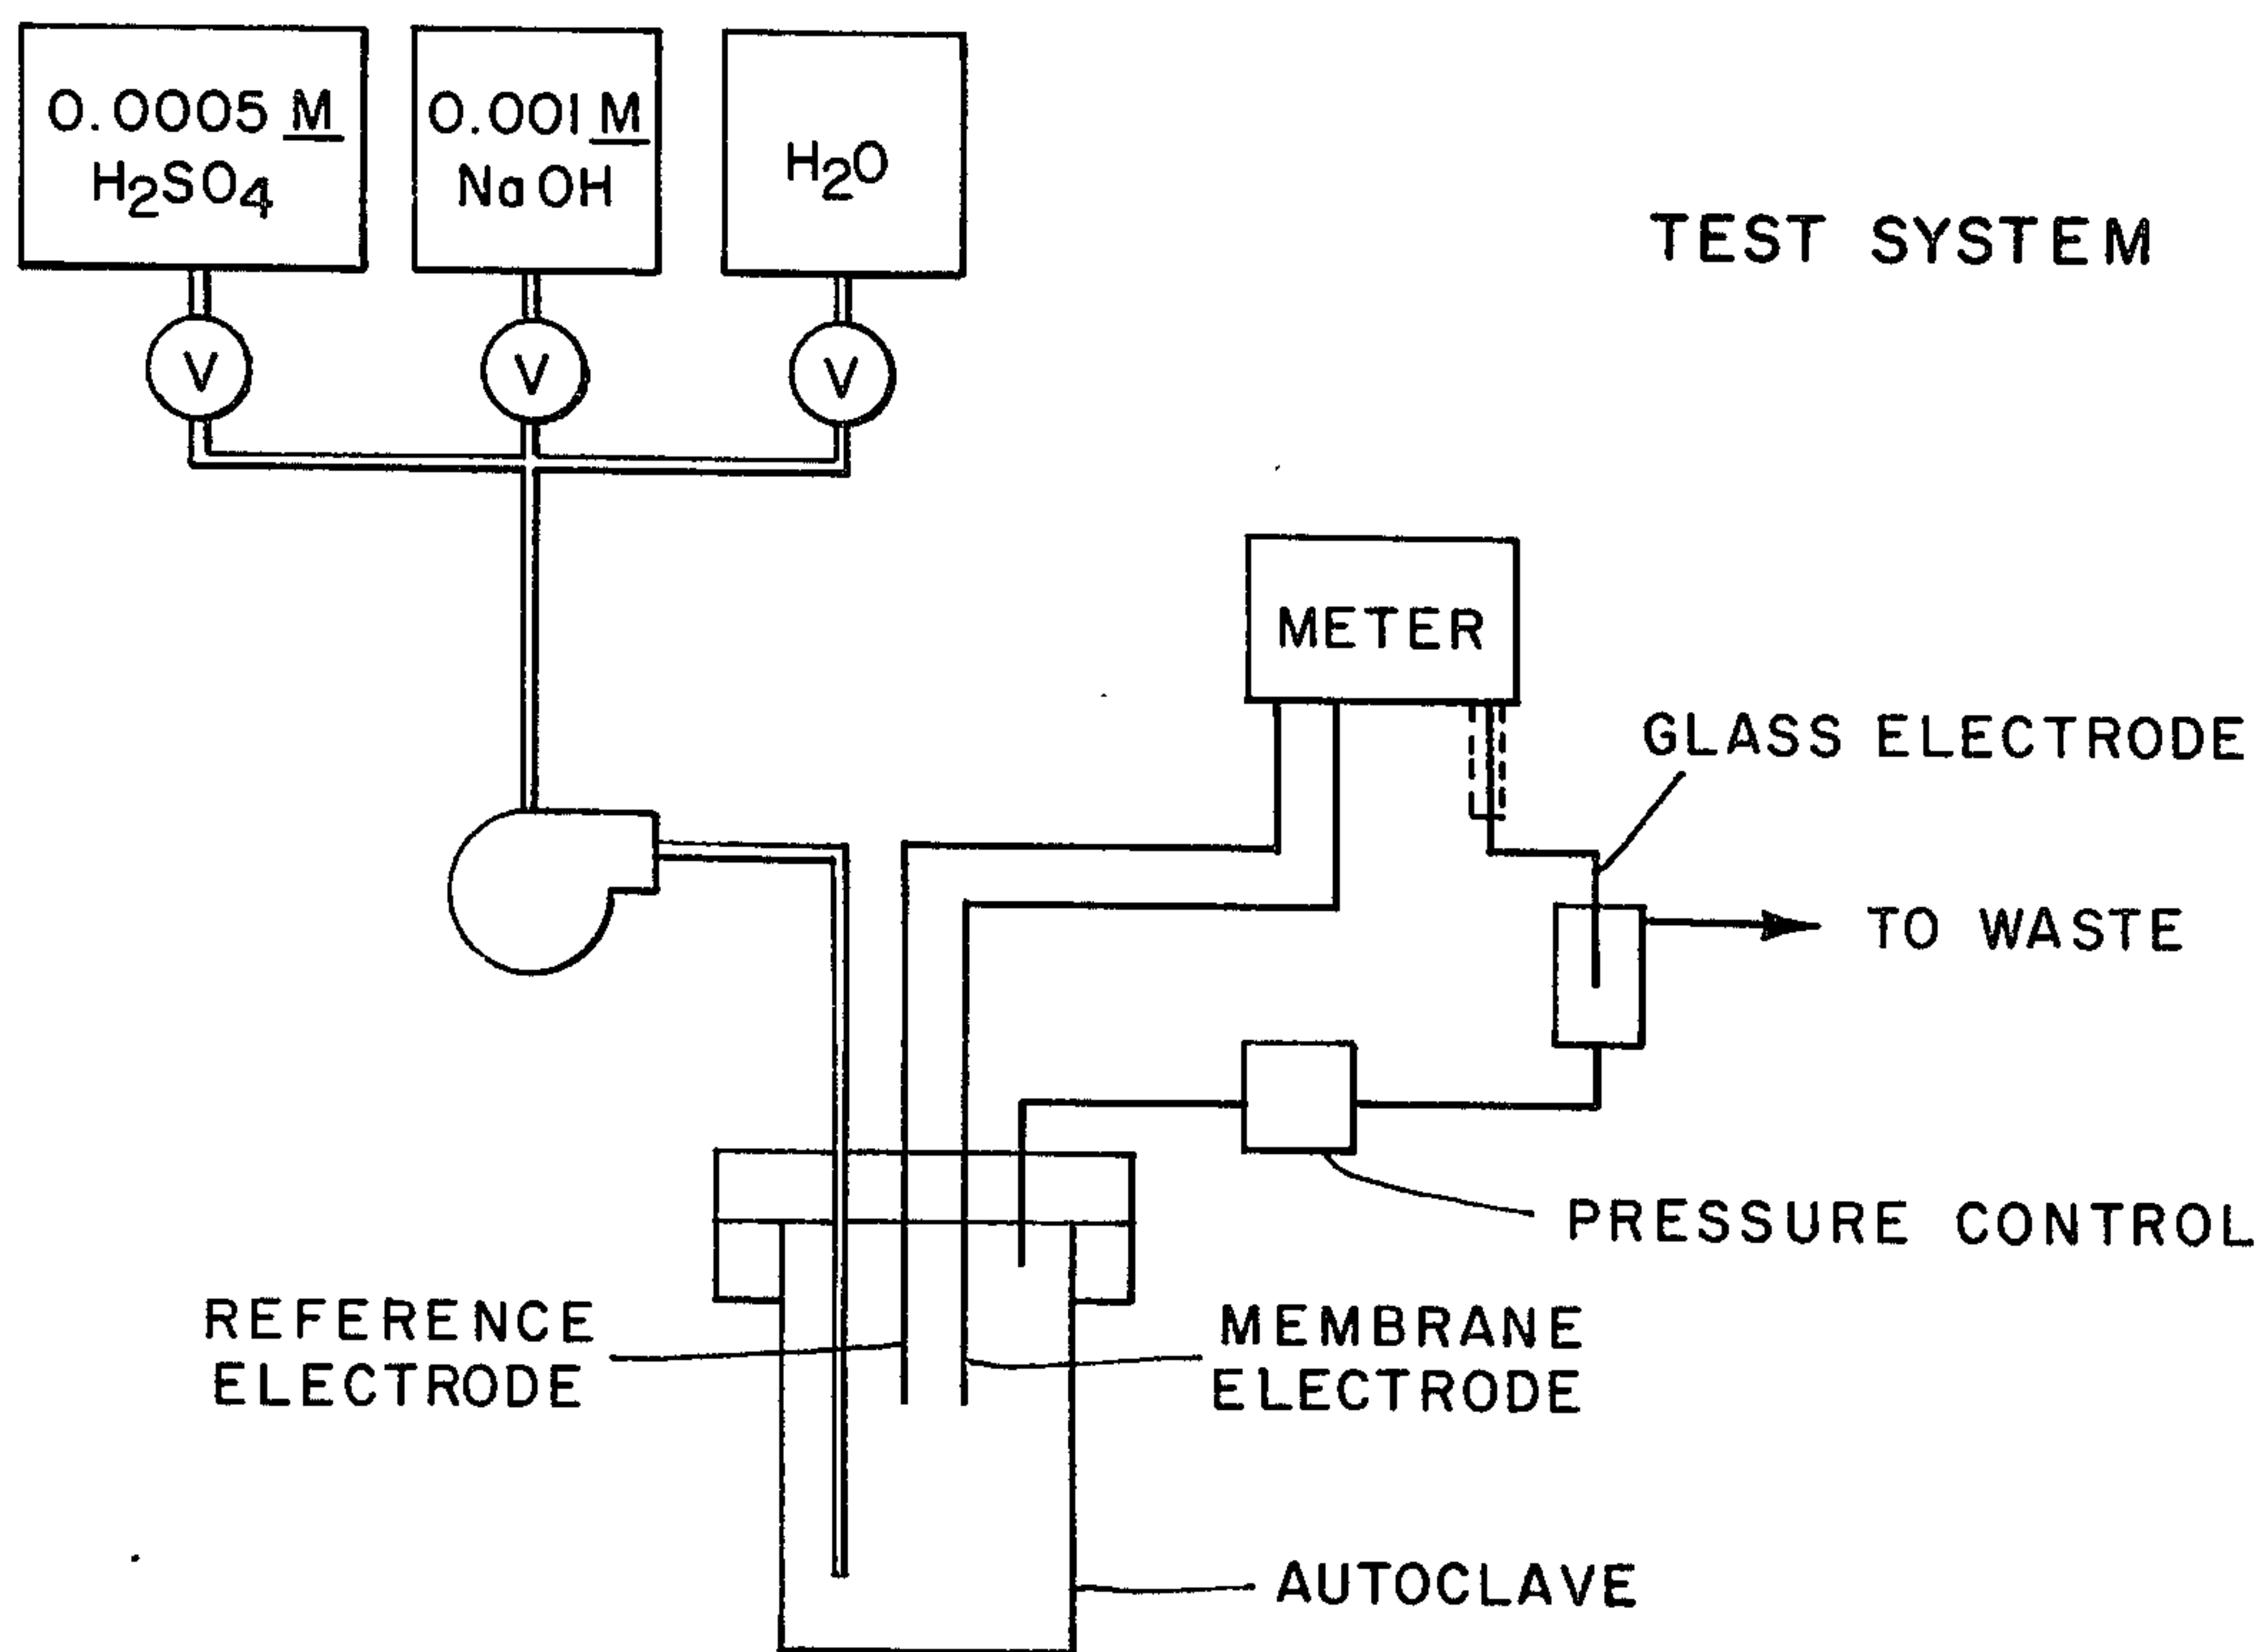 0.0005 M
H2SO4
0.001 M
NaOH
H2O
TEST SYSTEM
V
V
V
METER
GLASS ELECTRODE
TO WASTE
PRESSURE CONTROL
REFERENCE
ELECTRODE
MEMBRANE
ELECTRODE
AUTOCLAVE